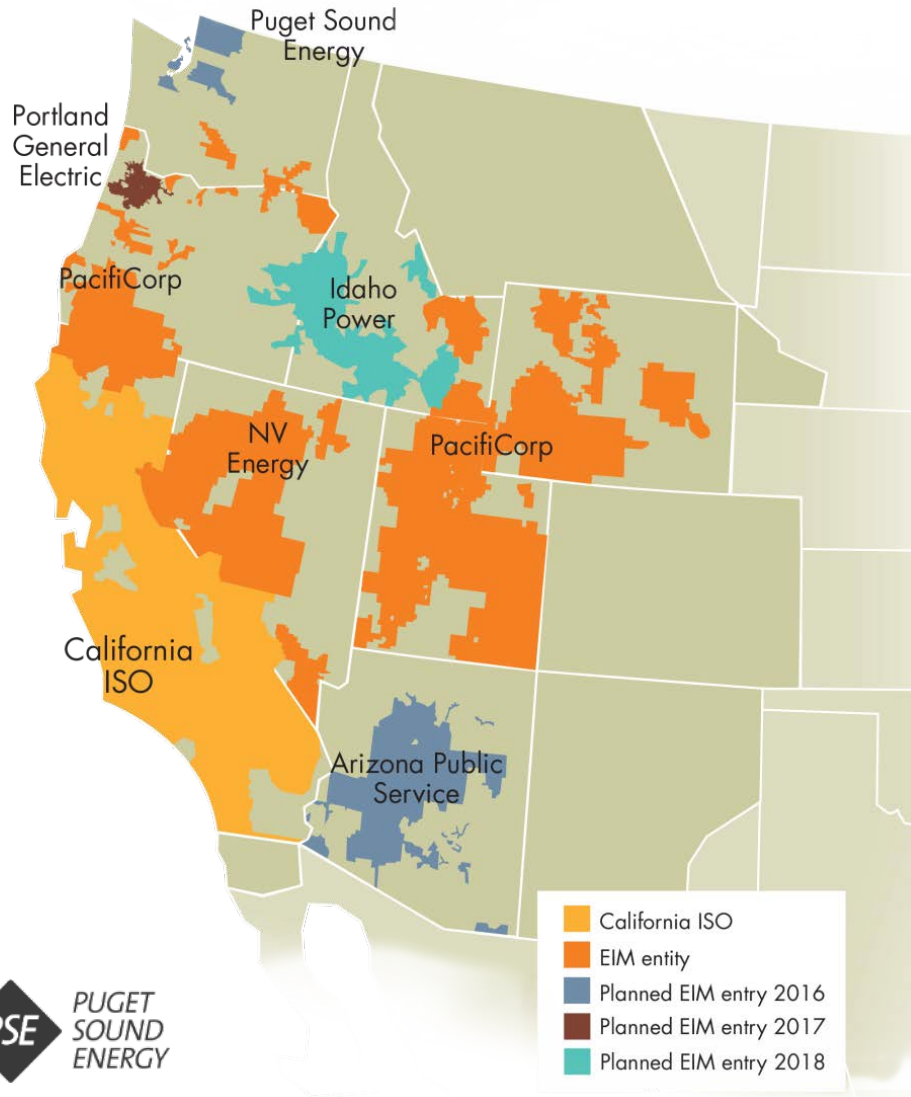 Puget Sound
Energy
Portland
General
Electric
PacifiCorp
Idaho
Power
NV
Energy
PacifiCorp
California
ISO
Arizona Public
Service
California ISO
EIM entity
Planned EIM entry 2016
Planned EIM entry 2017
Planned EIM entry 2018
PSE
PUGET
SOUND
ENERGY